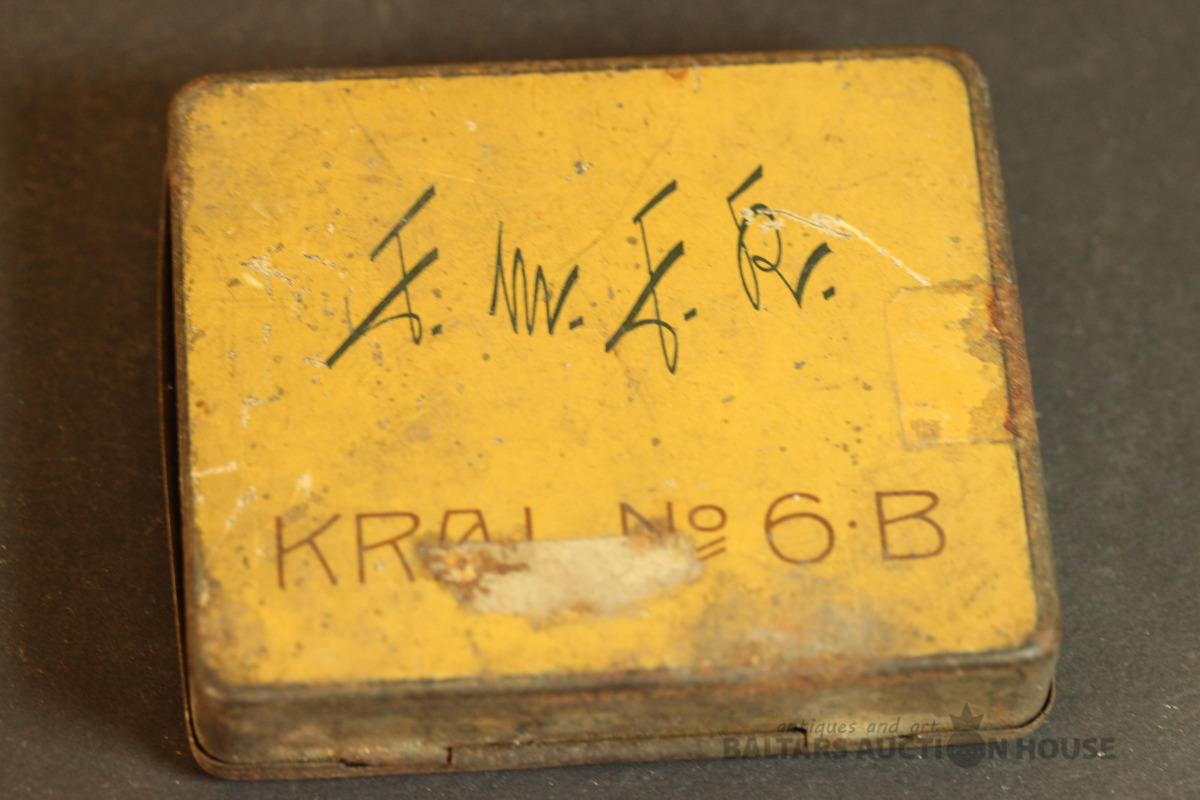 F. M. F. R.
KRAL No 6·B
antiques and art
BALTARS AUCTION HOUSE